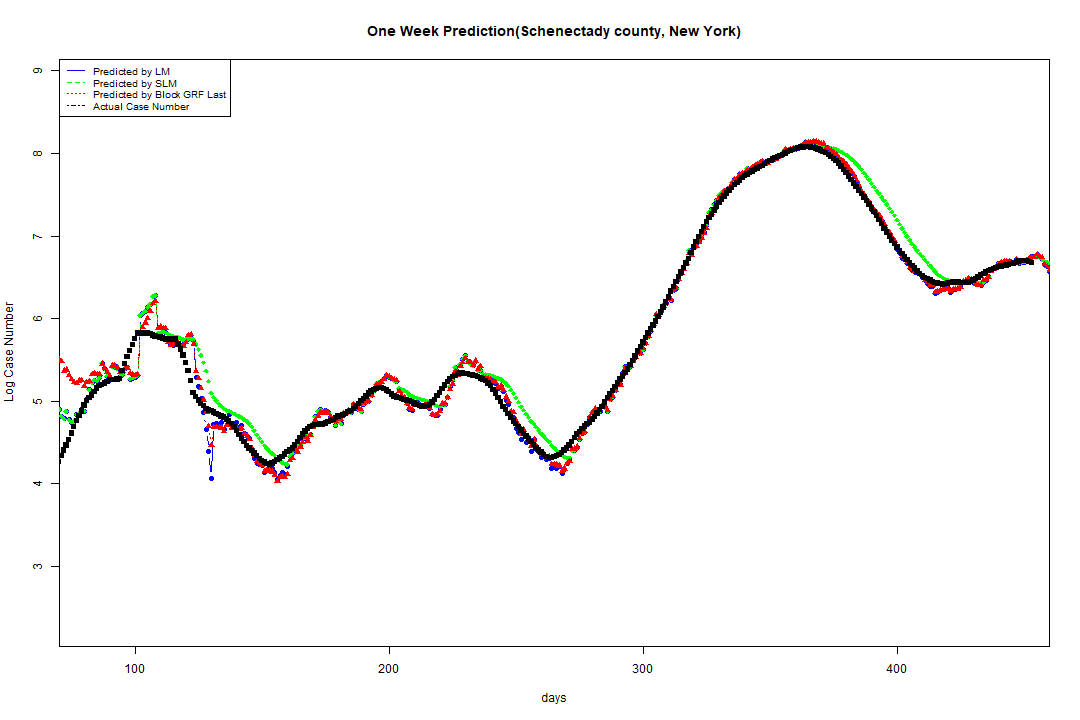 One Week Prediction(Schenectady county, New York)
Predicted by LM
Predicted by SLM
Predicted by Block GRF Last
Actual Case Number
Log Case Number
9
8
7
6
5
4
3
100 200 300 400
days